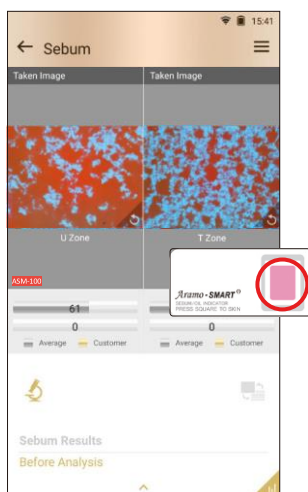 15:41
← Sebum
Taken Image
Taken Image
U Zone
T Zone
ASM-100
Aramo-SMART®
SEBUM/OIL INDICATOR
PRESS SQUARE TO SKIN
61
0
0
Average
Customer
Average
Customer
Sebum Results
Before Analysis